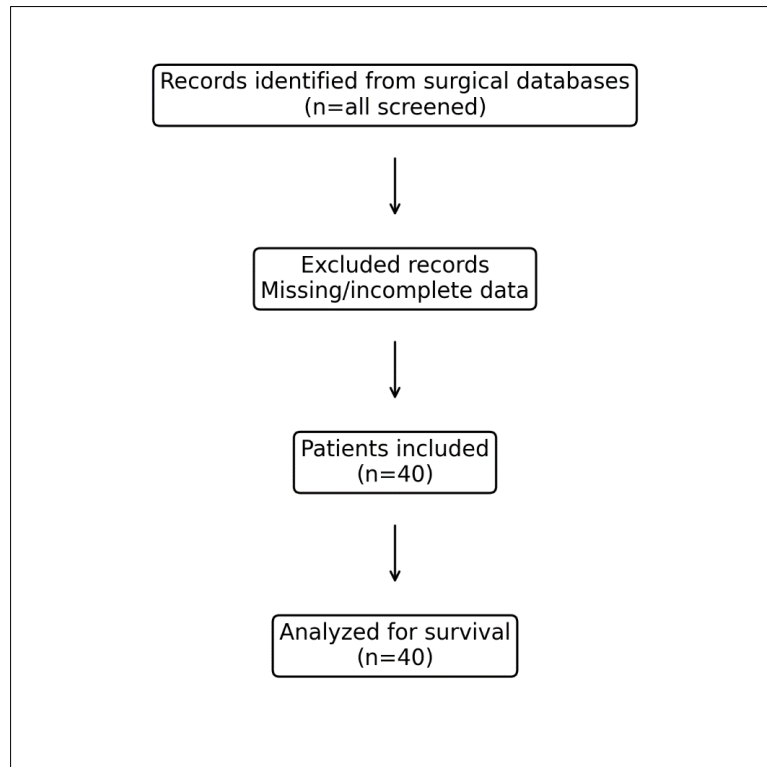 Records identified from surgical databases
(n=all screened)
Excluded records
Missing/incomplete data
Patients included
(n=40)
Analyzed for survival
(n=40)